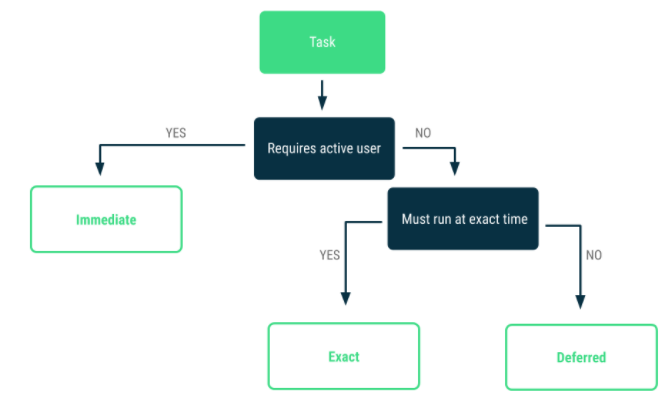 Task
YES
NO
Requires active user
Immediate
Must run at exact time
YES
NO
Exact
Deferred